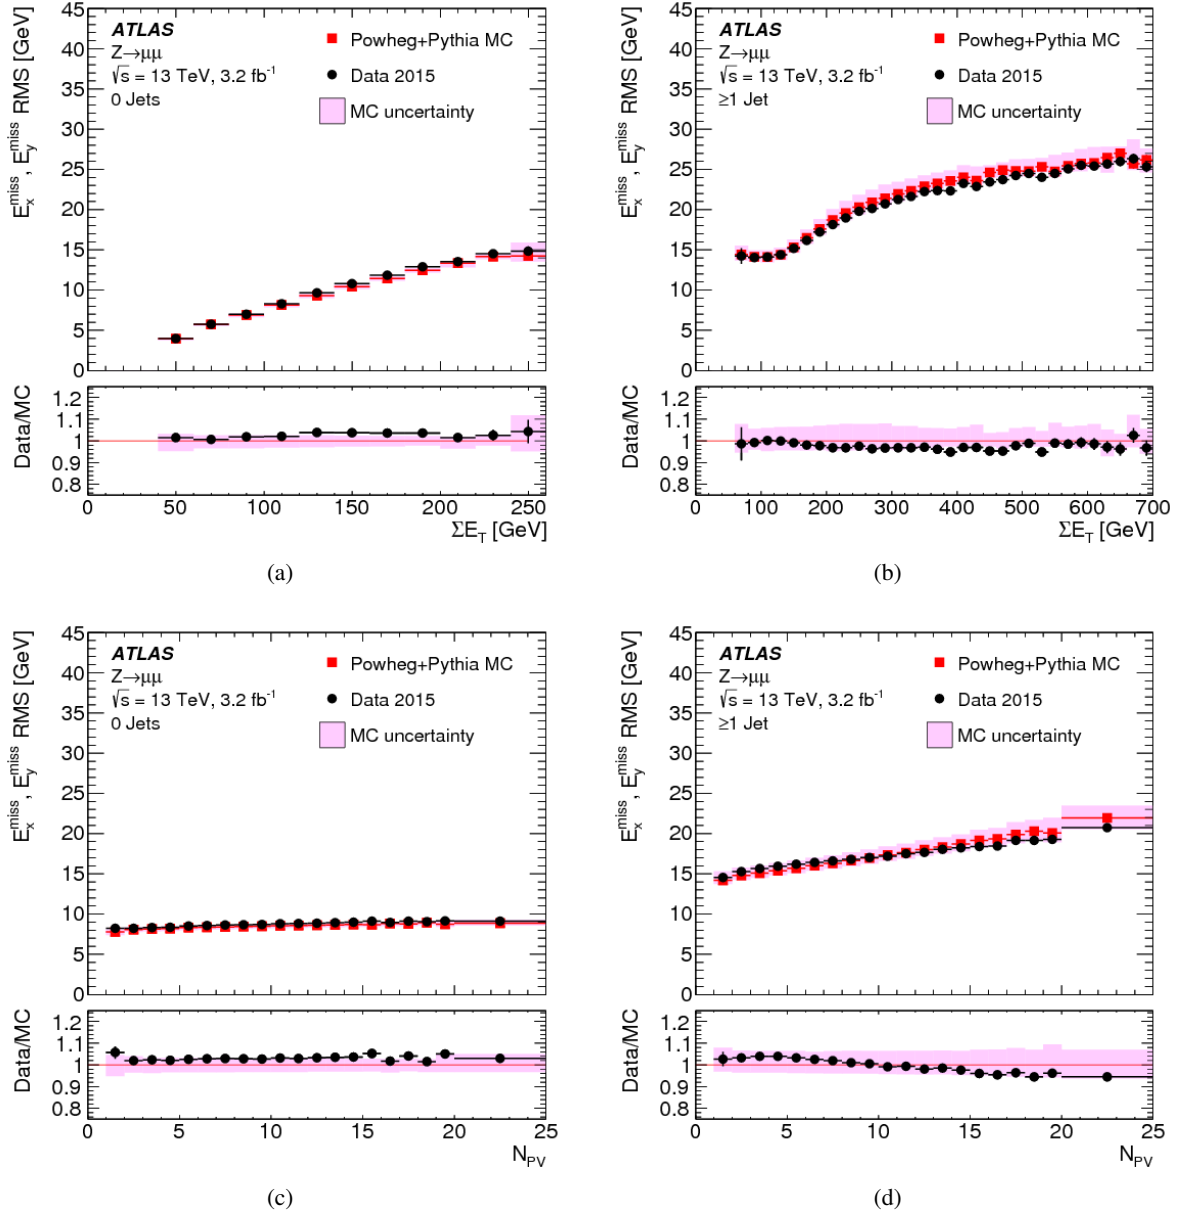 E_x^miss, E_y^miss RMS [GeV]
45
40
35
30
25
20
15
10
5
0
ATLAS
Z→μμ
√s = 13 TeV, 3.2 fb⁻¹
0 Jets
Powheg+Pythia MC
Data 2015
MC uncertainty
Data/MC
1.2
1.1
1
0.9
0.8
0 50 100 150 200 250
ΣE_T [GeV]
(a)
E_x^miss, E_y^miss RMS [GeV]
45
40
35
30
25
20
15
10
5
0
ATLAS
Z→μμ
√s = 13 TeV, 3.2 fb⁻¹
≥1 Jet
Powheg+Pythia MC
Data 2015
MC uncertainty
Data/MC
1.2
1.1
1
0.9
0.8
0 100 200 300 400 500 600 700
ΣE_T [GeV]
(b)
E_x^miss, E_y^miss RMS [GeV]
45
40
35
30
25
20
15
10
5
0
ATLAS
Z→μμ
√s = 13 TeV, 3.2 fb⁻¹
0 Jets
Powheg+Pythia MC
Data 2015
MC uncertainty
Data/MC
1.2
1.1
1
0.9
0.8
0 5 10 15 20 25
N_PV
(c)
E_x^miss, E_y^miss RMS [GeV]
45
40
35
30
25
20
15
10
5
0
ATLAS
Z→μμ
√s = 13 TeV, 3.2 fb⁻¹
≥1 Jet
Powheg+Pythia MC
Data 2015
MC uncertainty
Data/MC
1.2
1.1
1
0.9
0.8
0 5 10 15 20 25
N_PV
(d)